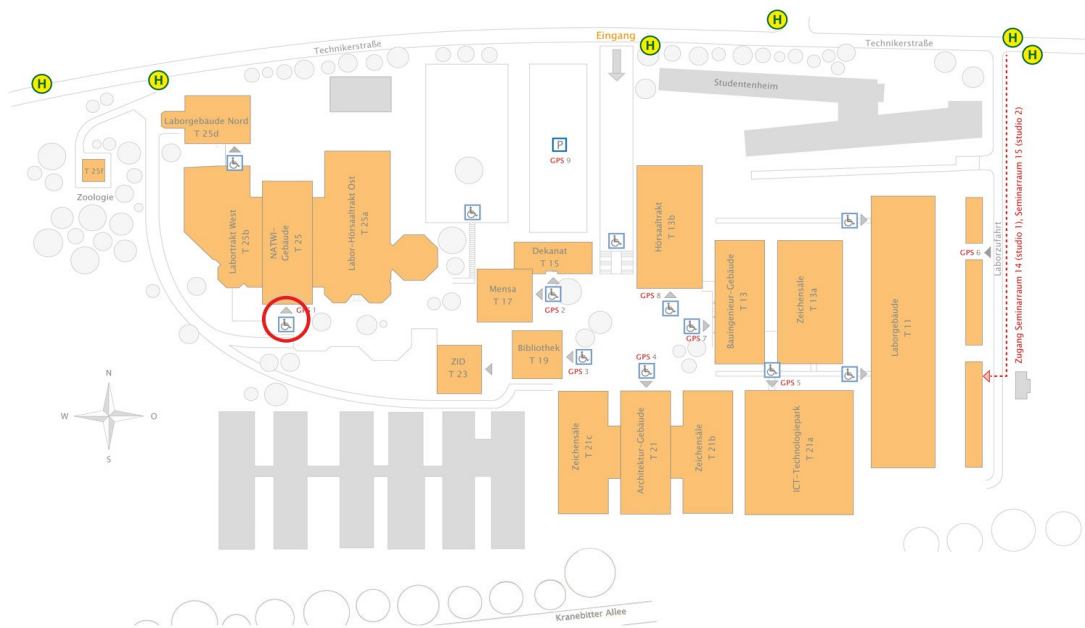 H
H
H
H
H
H
Eingang
Technikerstraße
Technikerstraße
Studentenheim
Laborgebäude Nord
T 25d
P
GPS 9
T 25f
Zoologie
Labortrakt West
T 25b
NATWI-
Gebäude
T 25
Labor-Hörsaaltrakt Ost
T 25a
Hörsaaltrakt
T 13b
Dekanat
T 15
Mensa
T 17
GPS 1
GPS 2
GPS 8
GPS 7
GPS 6
Bauingenieur-Gebäude
T 13
Zeichensäle
T 13a
Laborgebäude
T 11
Laborzufahrt
Zugang Seminarraum 14 (studio 1), Seminarraum 15 (studio 2)
Bibliothek
T 19
GPS 3
GPS 4
GPS 5
ZID
T 23
N
W
O
S
Zeichensäle
T 21c
Architektur-Gebäude
T 21
Zeichensäle
T 21b
ICT-Technologiepark
T 21a
Kranebitter Allee